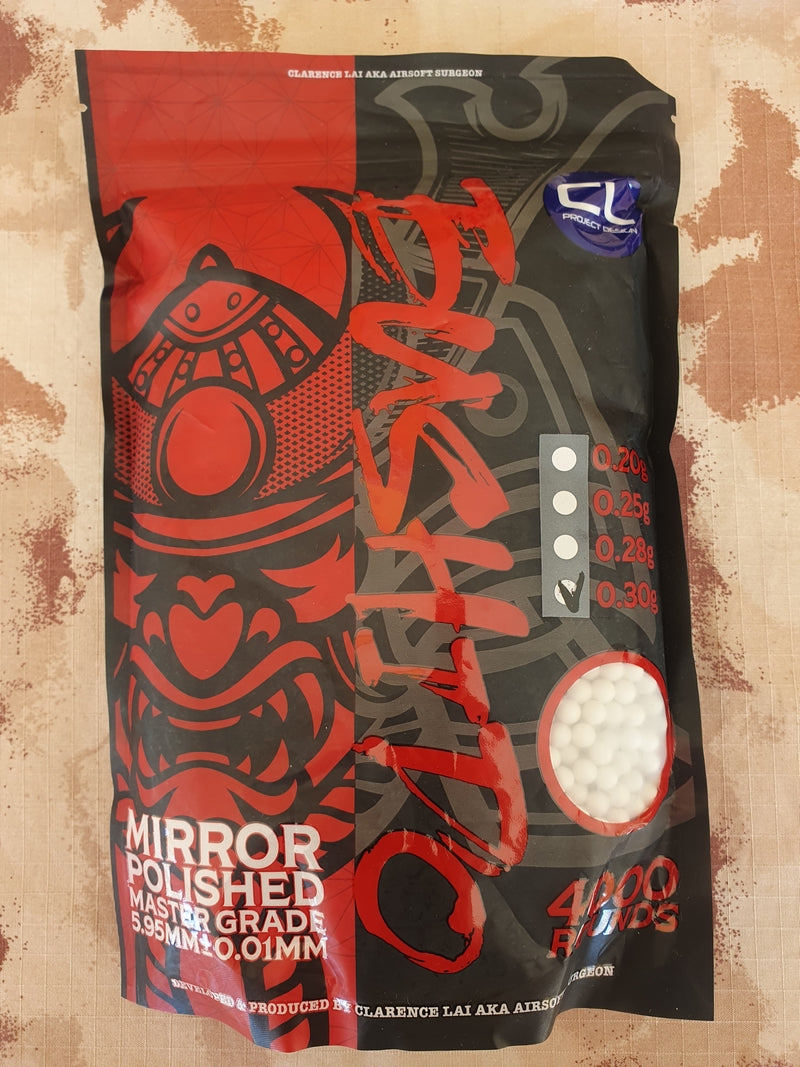 CLARENCE LAI AKA AIRSOFT SURGEON
CL
PROJECT DESIGN
BUSHIDO
0.20g
0.25g
0.28g
0.30g
MIRROR
POLISHED
MASTER GRADE
5.95MM±0.01MM
4000
ROUNDS
DEVELOPED & PRODUCED BY CLARENCE LAI AKA AIRSOFT SURGEON